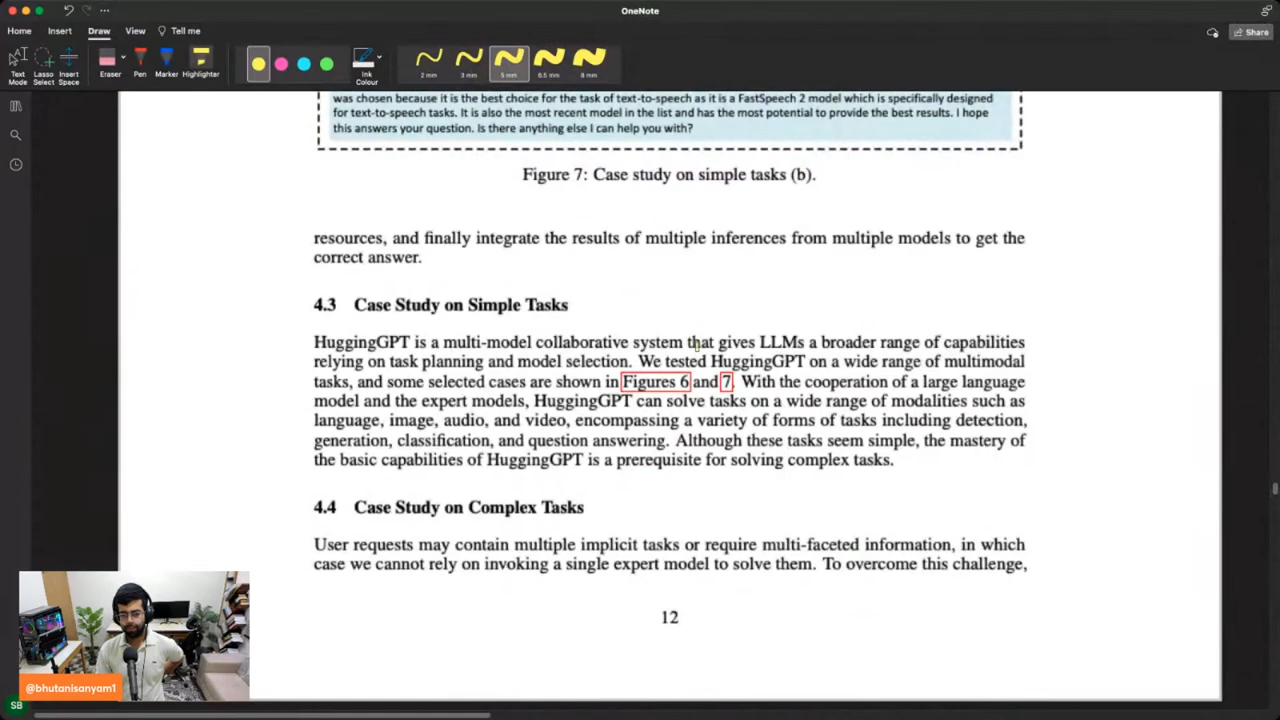 OneNote
Home Insert Draw View Tell me
Share
Text Mode
Lasso Select
Insert Space
Eraser
Pen
Marker
Highlighter
Ink Colour
2 mm
3 mm
5 mm
6.5 mm
8 mm
was chosen because it is the best choice for the task of text-to-speech as it is a FastSpeech 2 model which is specifically designed
for text-to-speech tasks. It is also the most recent model in the list and has the most potential to provide the best results. I hope
this answers your question. Is there anything else I can help you with?
Figure 7: Case study on simple tasks (b).
resources, and finally integrate the results of multiple inferences from multiple models to get the
correct answer.
4.3 Case Study on Simple Tasks
HuggingGPT is a multi-model collaborative system that gives LLMs a broader range of capabilities
relying on task planning and model selection. We tested HuggingGPT on a wide range of multimodal
tasks, and some selected cases are shown in Figures 6 and 7. With the cooperation of a large language
model and the expert models, HuggingGPT can solve tasks on a wide range of modalities such as
language, image, audio, and video, encompassing a variety of forms of tasks including detection,
generation, classification, and question answering. Although these tasks seem simple, the mastery of
the basic capabilities of HuggingGPT is a prerequisite for solving complex tasks.
4.4 Case Study on Complex Tasks
User requests may contain multiple implicit tasks or require multi-faceted information, in which
case we cannot rely on invoking a single expert model to solve them. To overcome this challenge,
12
@bhutanisanyam1
SB